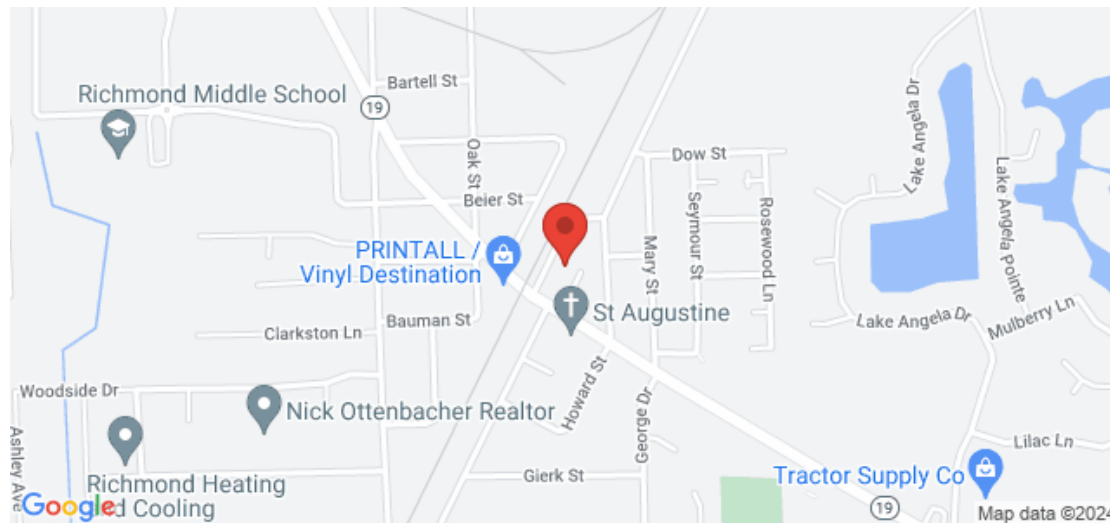 Bartell St
Richmond Middle School
19
Oak St
Dow St
Lake Angela Dr
Lake Angela Pointe
Beier St
Seymour St
Rosewood Ln
Mary St
PRINTALL /
Vinyl Destination
St Augustine
Clarkston Ln
Bauman St
Lake Angela Dr
Mulberry Ln
Woodside Dr
Howard St
George Dr
Nick Ottenbacher Realtor
Ashley Ave
Lilac Ln
Gierk St
Tractor Supply Co
Richmond Heating
and Cooling
Google
19
Map data ©2024